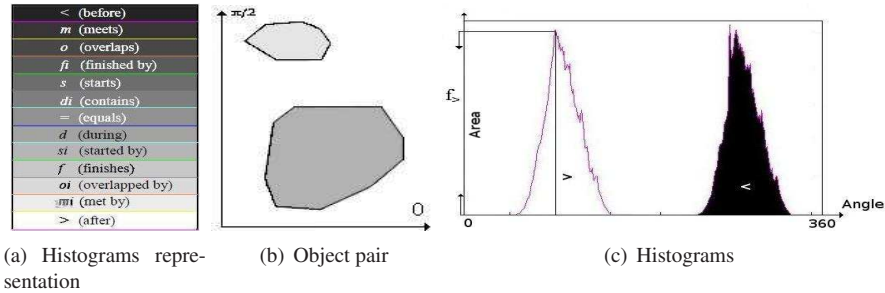 < (before)
m (meets)
o (overlaps)
fi (finished by)
s (starts)
di (contains)
= (equals)
d (during)
si (started by)
f (finishes)
oi (overlapped by)
mi (met by)
> (after)
(a) Histograms repre-
sentation
π/2
O
(b) Object pair
fv
Area
>
<
0
360
Angle
(c) Histograms